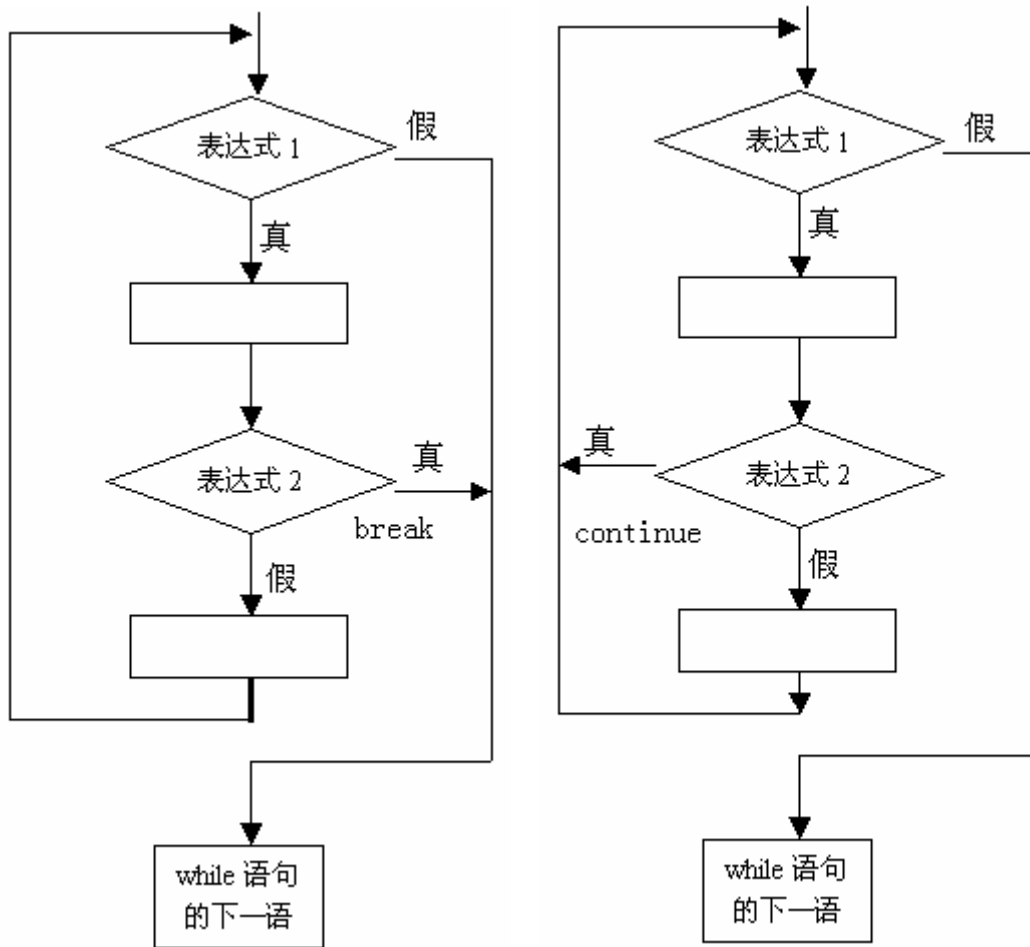 表达式 1
假
真
表达式 2
真
break
假
while 语句
的下一语
表达式 1
假
真
真
表达式 2
continue
假
while 语句
的下一语